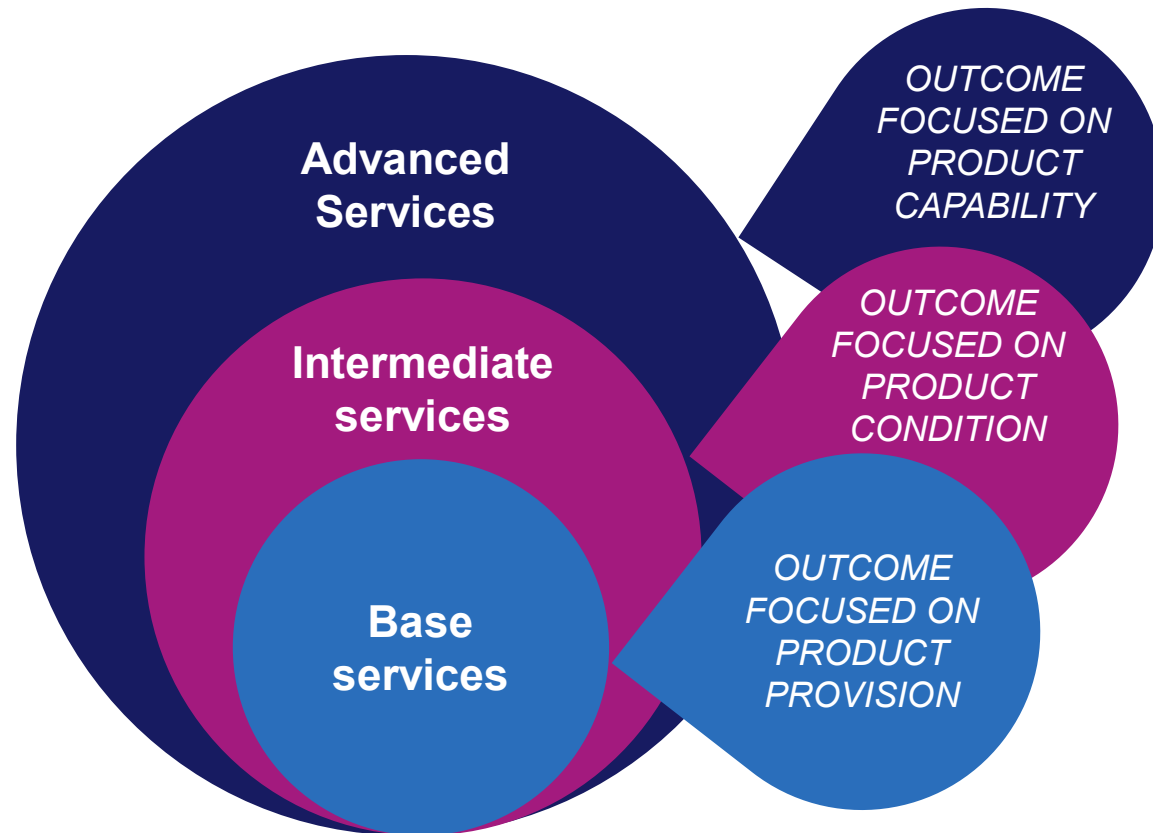 Advanced
Services
OUTCOME
FOCUSED ON
PRODUCT
CAPABILITY
Intermediate
services
OUTCOME
FOCUSED ON
PRODUCT
CONDITION
Base
services
OUTCOME
FOCUSED ON
PRODUCT
PROVISION